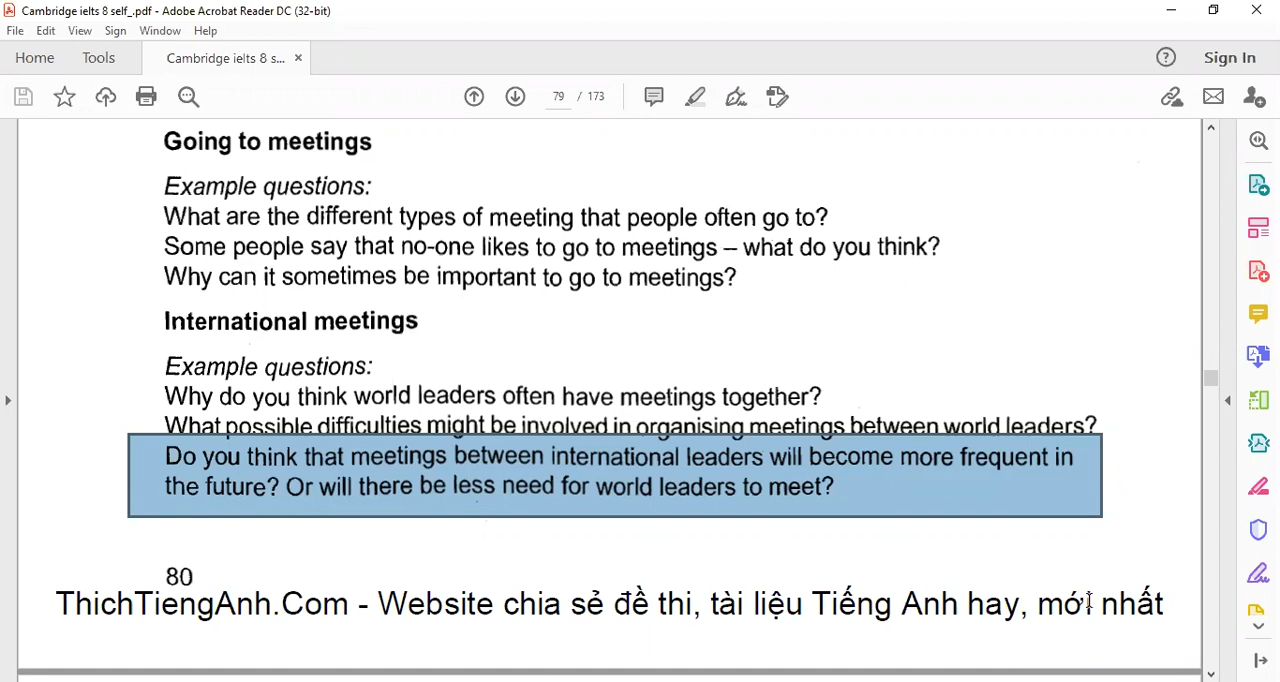 Cambridge ielts 8 self_.pdf - Adobe Acrobat Reader DC (32-bit)
File Edit View Sign Window Help
Home Tools Cambridge ielts 8 s... × Sign In
79 / 173
Going to meetings
Example questions:
What are the different types of meeting that people often go to?
Some people say that no-one likes to go to meetings – what do you think?
Why can it sometimes be important to go to meetings?
International meetings
Example questions:
Why do you think world leaders often have meetings together?
What possible difficulties might be involved in organising meetings between world leaders?
Do you think that meetings between international leaders will become more frequent in
the future? Or will there be less need for world leaders to meet?
80
ThichTiengAnh.Com - Website chia sẻ đề thi, tài liệu Tiếng Anh hay, mới nhất